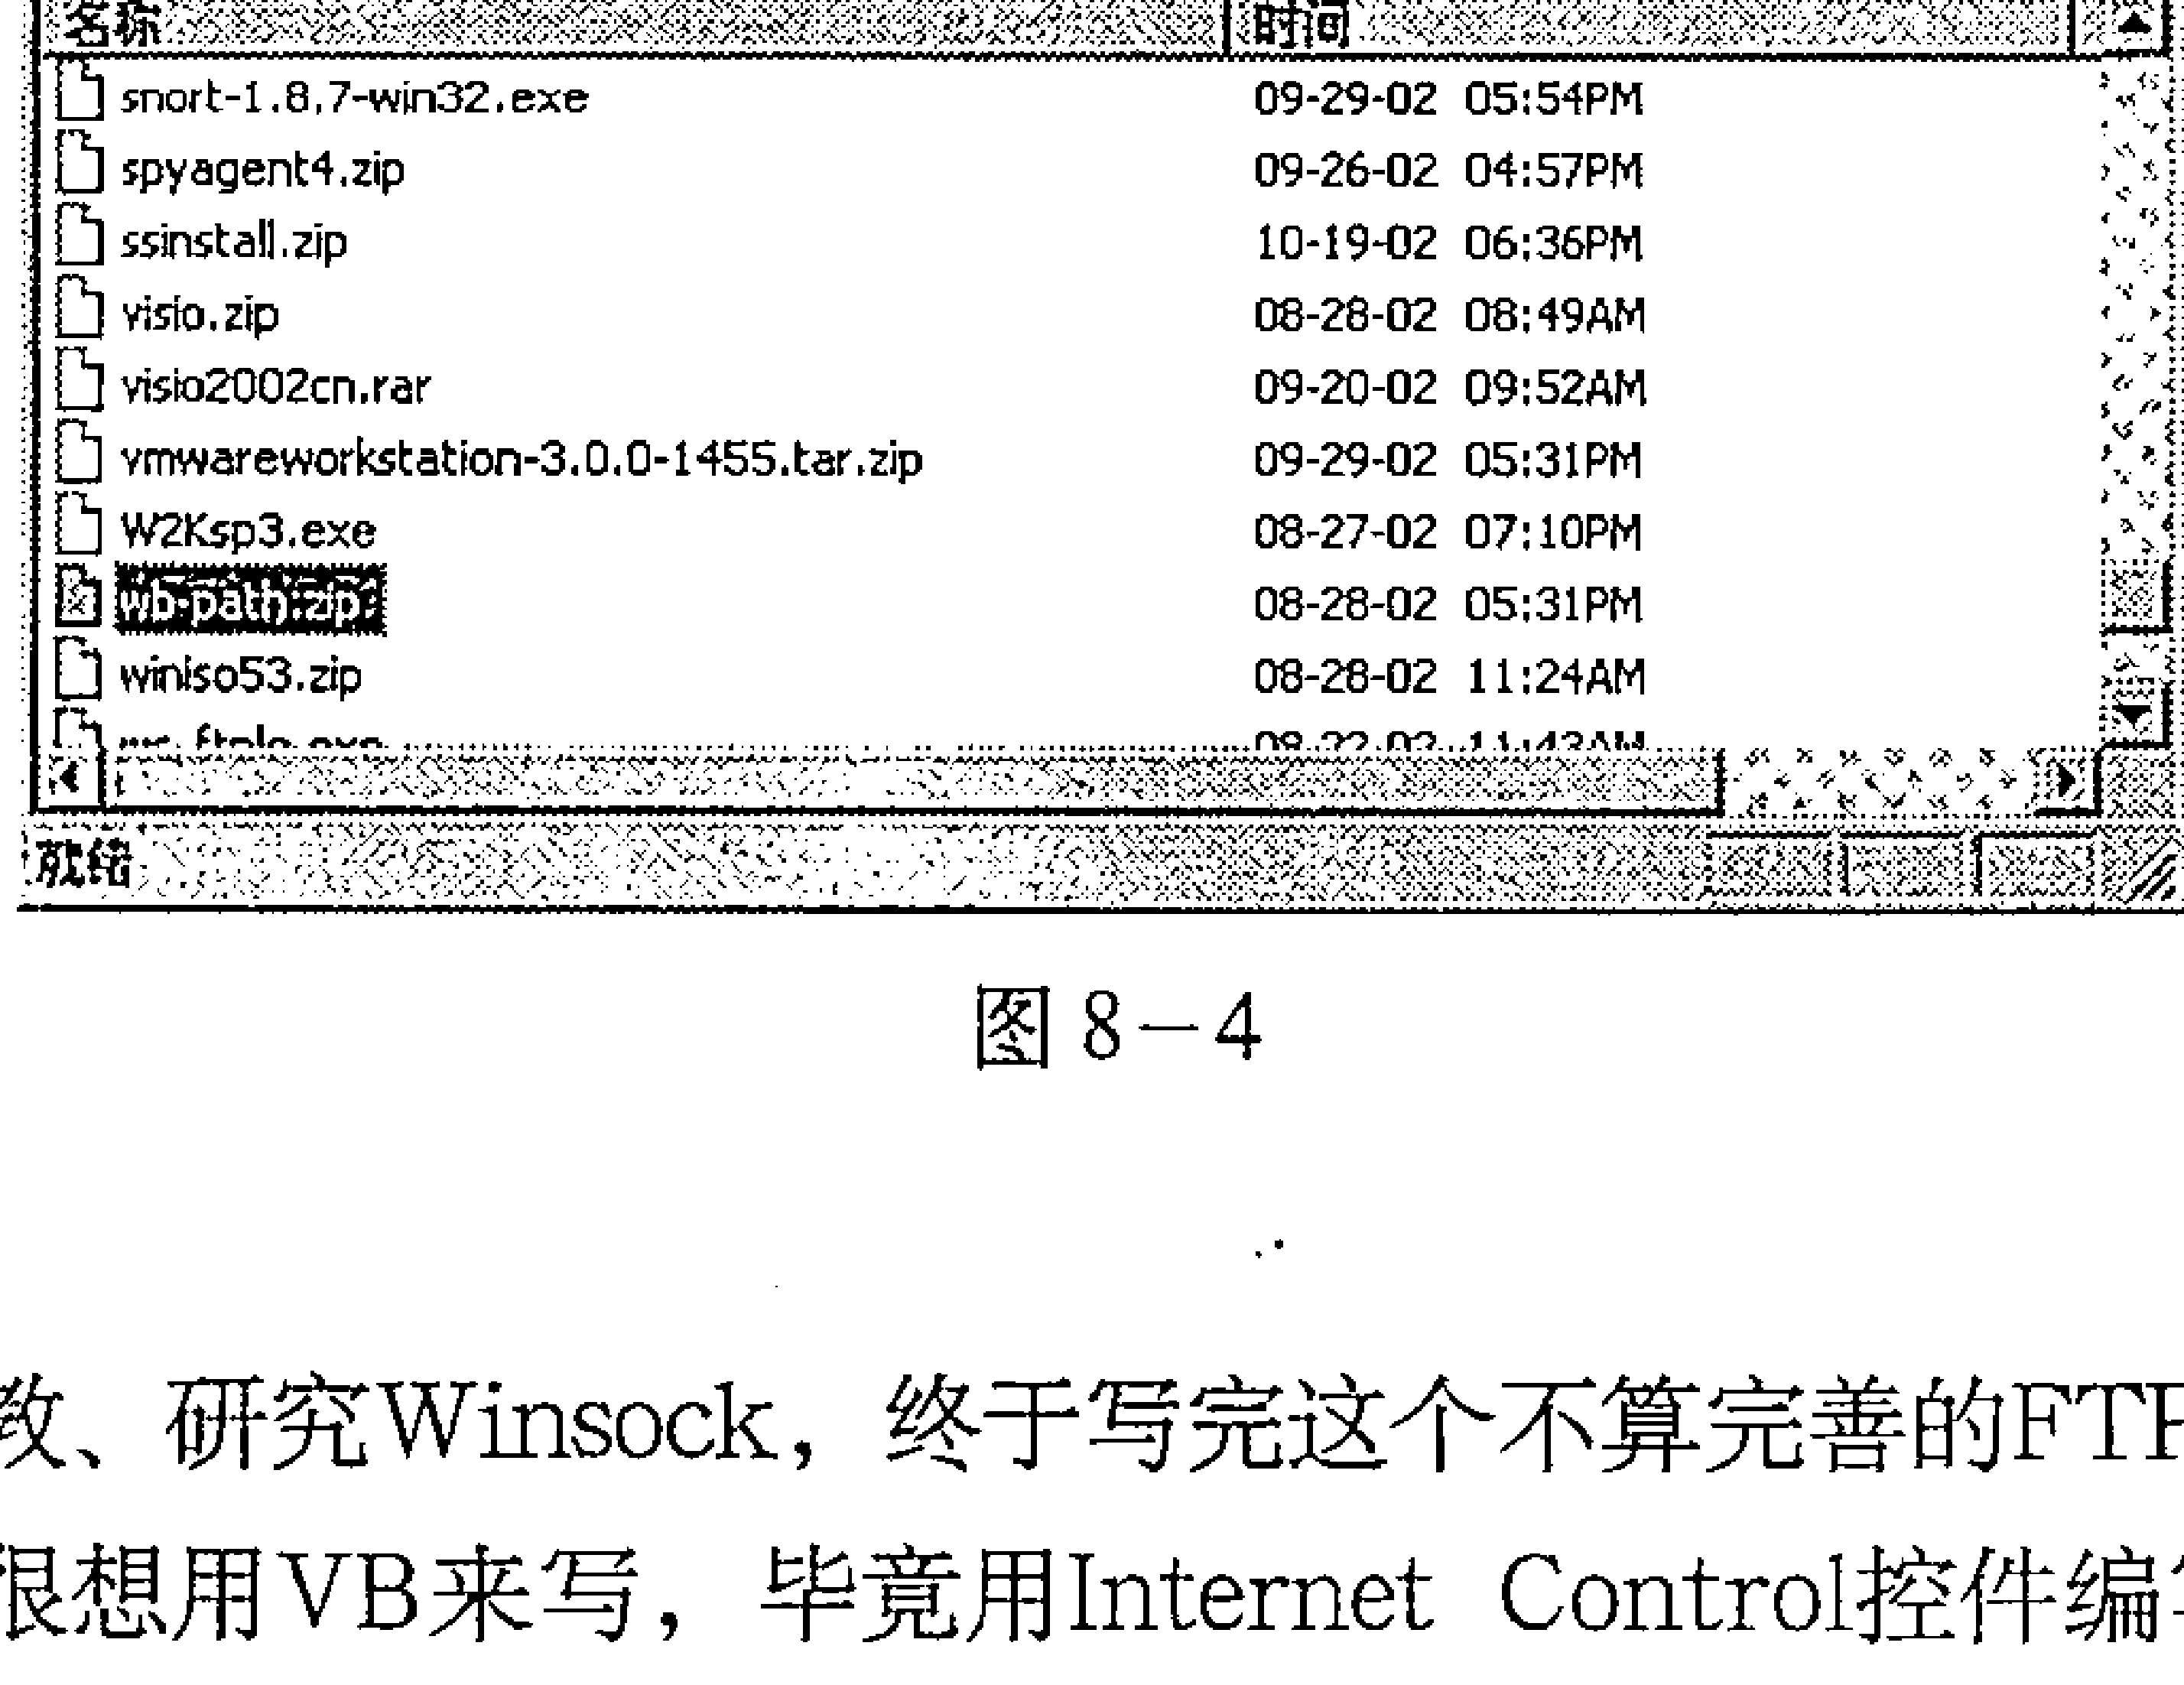 名称 时间
snort-1.8.7-win32.exe 09-29-02 05:54PM
spyagent4.zip 09-26-02 04:57PM
ssinstall.zip 10-19-02 06:36PM
visio.zip 08-28-02 08:49AM
visio2002cn.rar 09-20-02 09:52AM
vmwareworkstation-3.0.0-1455.tar.zip 09-29-02 05:31PM
W2Ksp3.exe 08-27-02 07:10PM
wb-path.zip 08-28-02 05:31PM
winiso53.zip 08-28-02 11:24AM
就绪
图 8-4
教、研究Winsock，终于写完这个不算完善的FTP
很想用VB来写，毕竟用Internet Control控件编